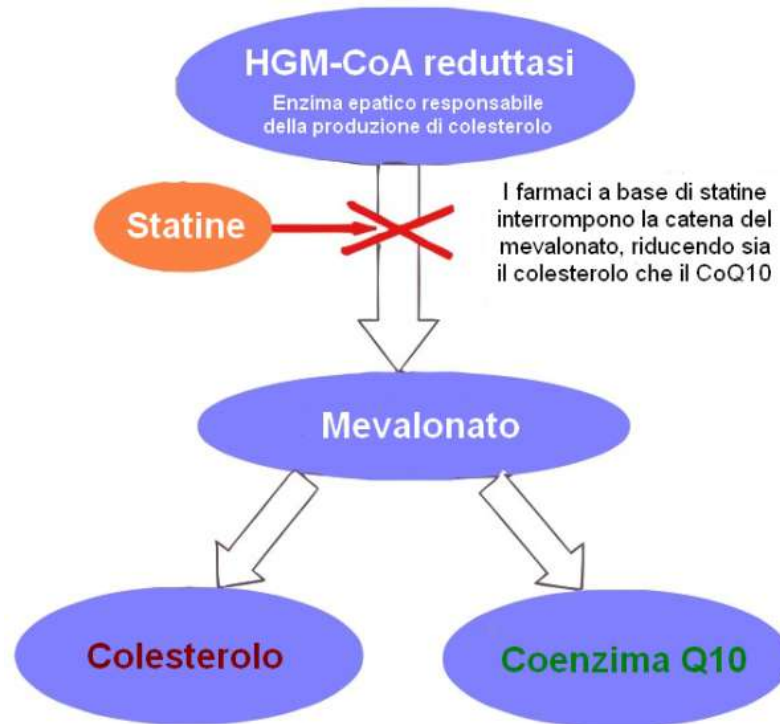 HGM-CoA reduttasi
Enzima epatico responsabile
della produzione di colesterolo
Statine
I farmaci a base di statine
interrompono la catena del
mevalonato, riducendo sia
il colesterolo che il CoQ10
Mevalonato
Colesterolo
Coenzima Q10